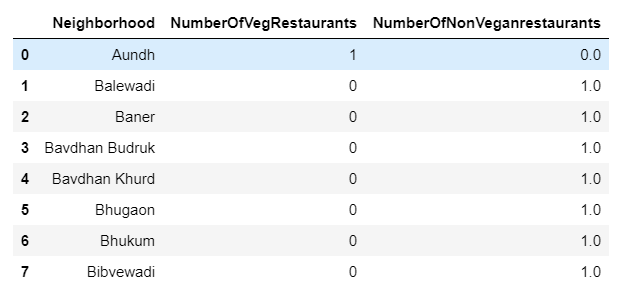 Neighborhood NumberOfVegRestaurants NumberOfNonVeganrestaurants
0 Aundh 1 0.0
1 Balewadi 0 1.0
2 Baner 0 1.0
3 Bavdhan Budruk 0 1.0
4 Bavdhan Khurd 0 1.0
5 Bhugaon 0 1.0
6 Bhukum 0 1.0
7 Bibvewadi 0 1.0